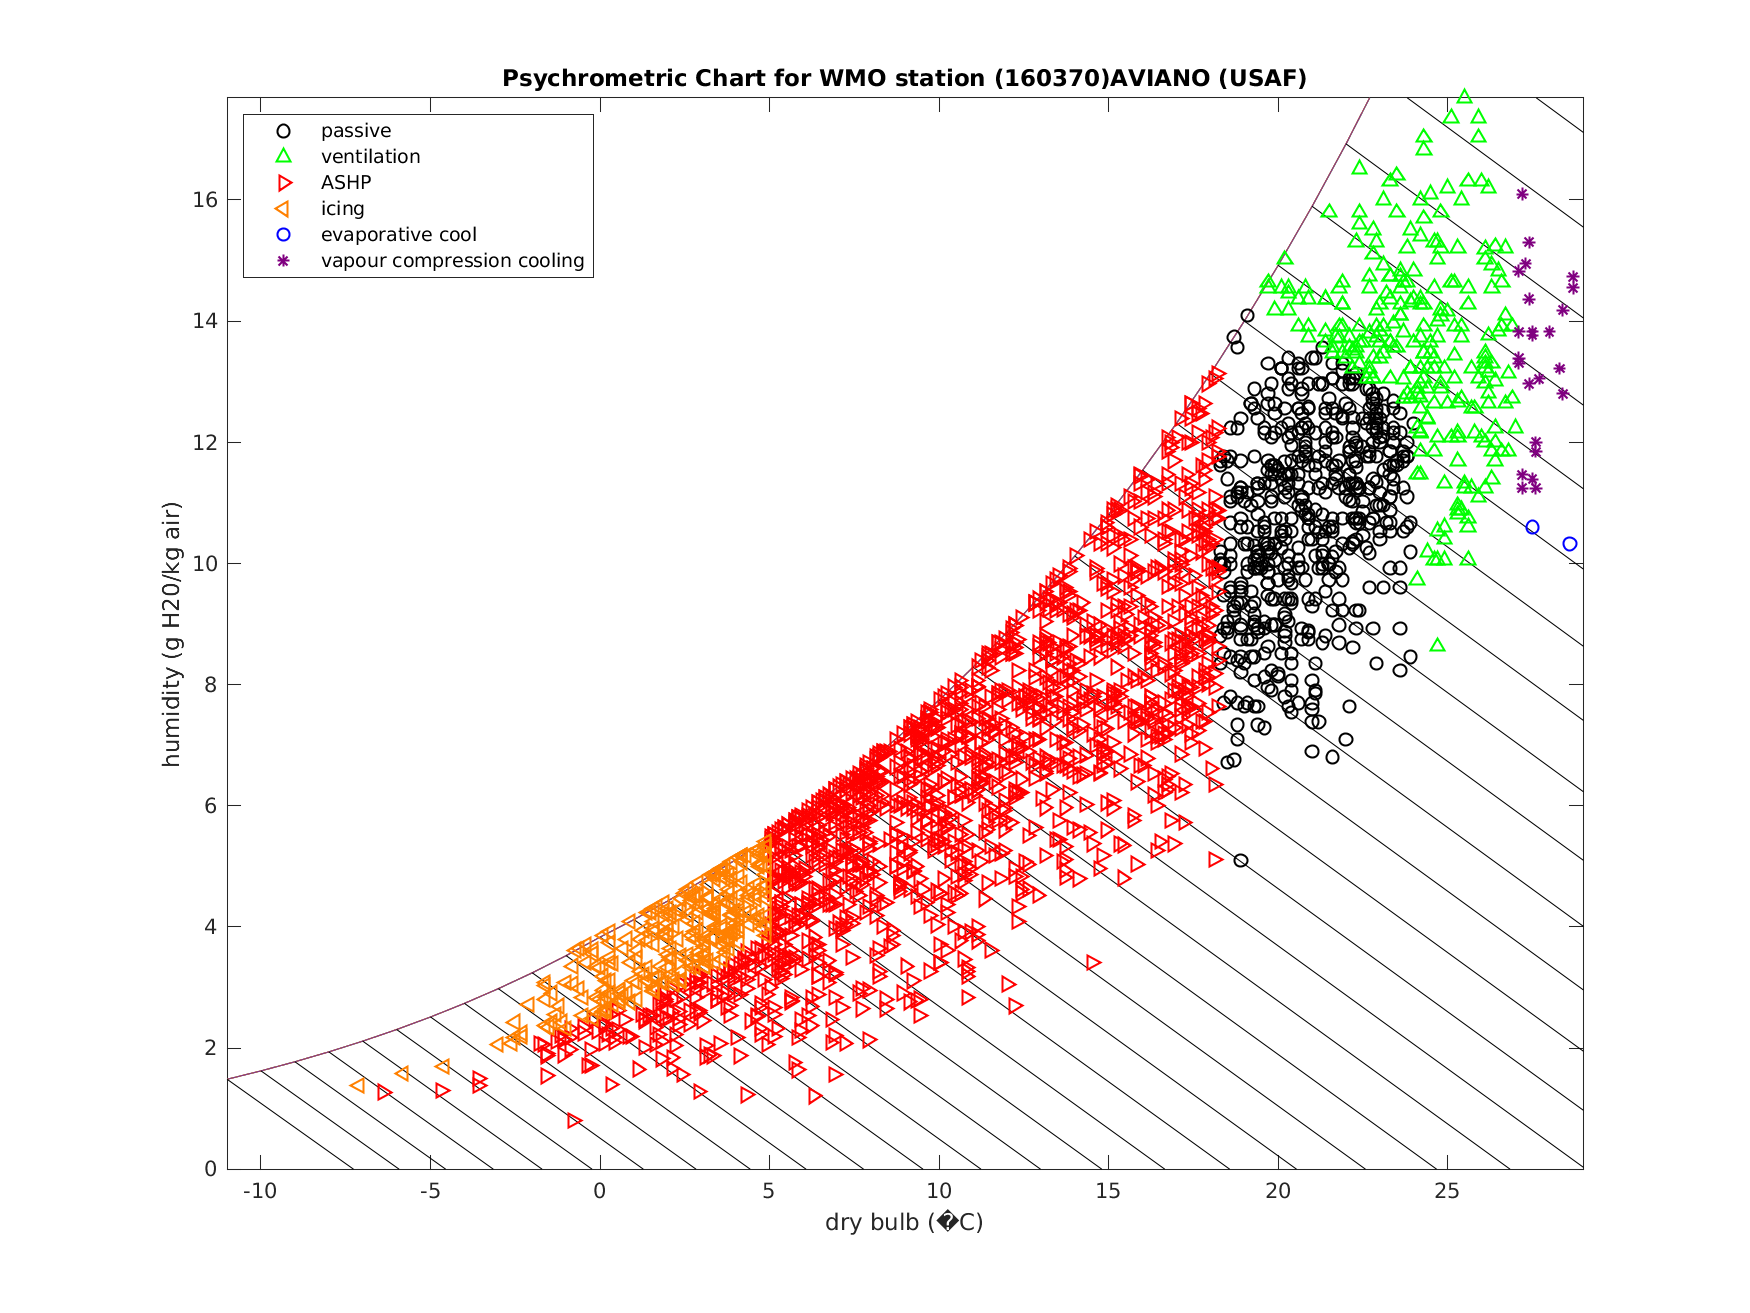 Psychrometric Chart for WMO station (160370)AVIANO (USAF)
passive
ventilation
ASHP
icing
evaporative cool
vapour compression cooling
humidity (g H20/kg air)
16
14
12
10
8
6
4
2
0
-10 -5 0 5 10 15 20 25
dry bulb (�C)